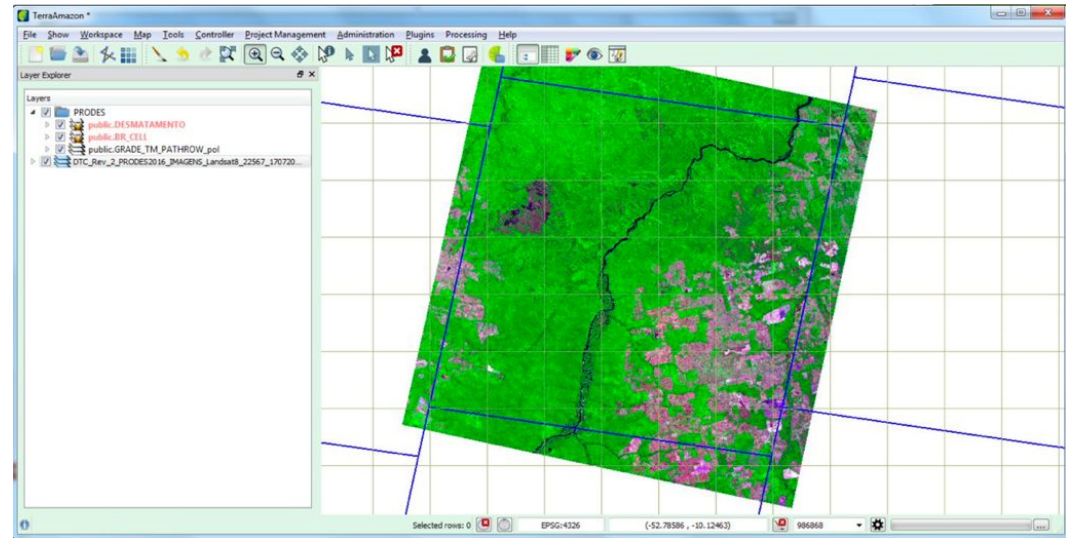 TerraAmazon *
File Show Workspace Map Tools Controller Project Management Administration Plugins Processing Help
Layer Explorer
Layers
PRODES
public.DESMATAMENTO
public.BR_CELL
public.GRADE_TM_PATHROW_pol
DTC_Rev_2_PRODES2016_IMAGENS_Landsat8_22567_170720...
Selected rows: 0 EPSG:4326 (-52.78586 , -10.12463) 986868 ...